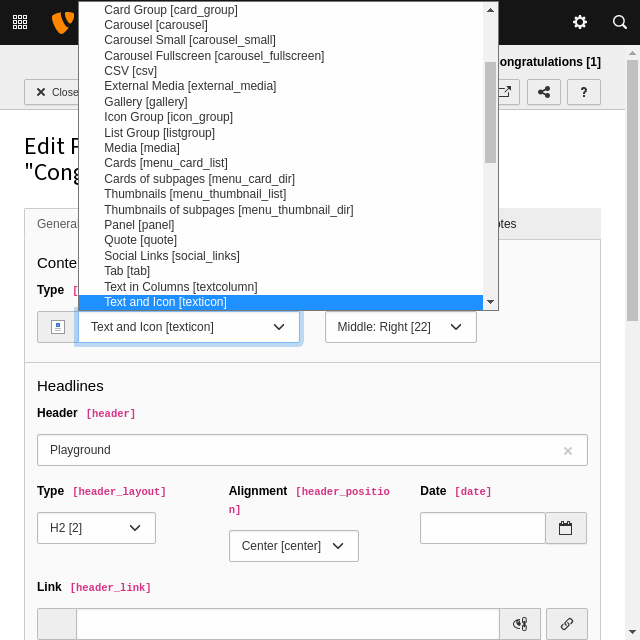 Card Group [card_group]
Carousel [carousel]
Carousel Small [carousel_small]
Carousel Fullscreen [carousel_fullscreen]
CSV [csv]
External Media [external_media]
Gallery [gallery]
Icon Group [icon_group]
List Group [listgroup]
Media [media]
Cards [menu_card_list]
Cards of subpages [menu_card_dir]
Thumbnails [menu_thumbnail_list]
Thumbnails of subpages [menu_thumbnail_dir]
Panel [panel]
Quote [quote]
Social Links [social_links]
Tab [tab]
Text in Columns [textcolumn]
Text and Icon [texticon]
ongratulations [1]
Close
?
Edit P
"Cong
General
otes
Conte
Type [
Text and Icon [texticon] Middle: Right [22]
Headlines
Header [header]
Playground
Type [header_layout] Alignment [header_positio
n] Date [date]
H2 [2] Center [center]
Link [header_link]